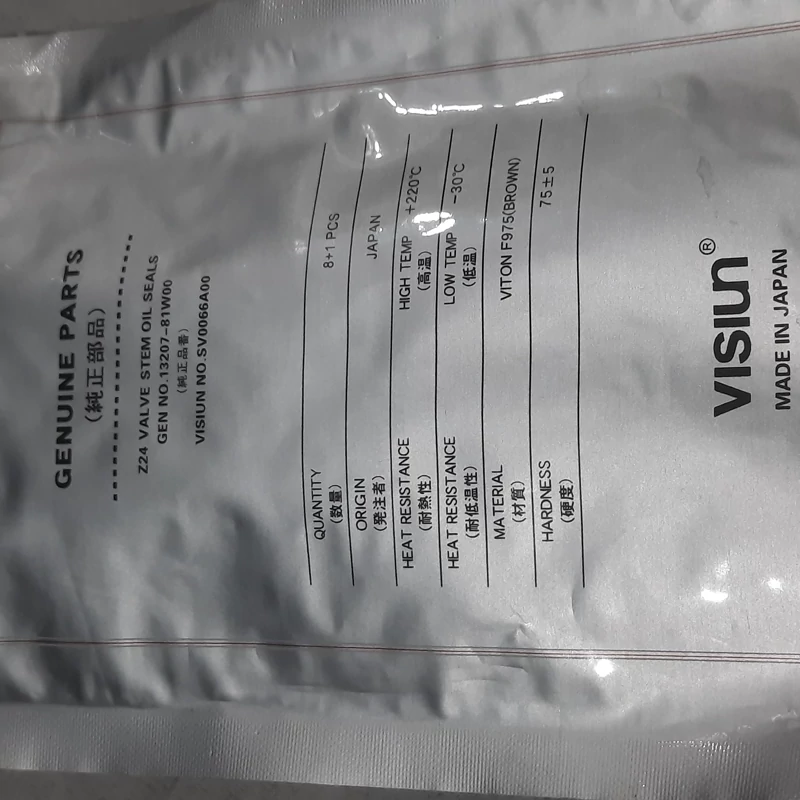 GENUINE PARTS
(純正部品)
Z24 VALVE STEM OIL SEALS
GEN NO.13207-81W00
(純正品番)
VISIUN NO.SV0066A00
QUANTITY 8+1 PCS
(数量)
ORIGIN JAPAN
(発注者)
HEAT RESISTANCE HIGH TEMP +220℃
(耐熱性) (高温)
HEAT RESISTANCE LOW TEMP -30℃
(耐低温性) (低温)
MATERIAL VITON F975(BROWN)
(材質)
HARDNESS 75±5
(硬度)
VISIUN®
MADE IN JAPAN